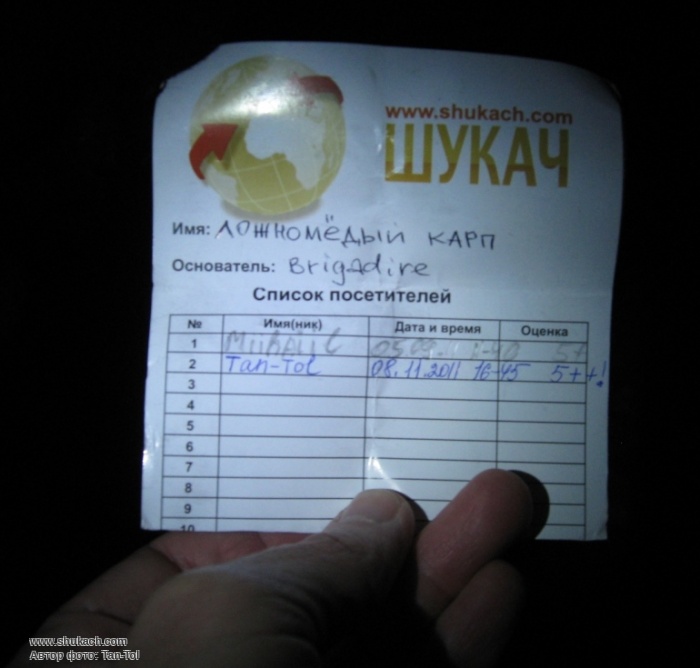 www.shukach.com
ШУКАЧ
Имя: ЛОЖНОМЁДЫЙ КАРП
Основатель: Brigadire
Список посетителей
№ Имя(ник) Дата и время Оценка
1 5+
2 Tan-Tol 08.11.2011 16-45 5++!
3
4
5
6
7
8
9
10
www.shukach.com
Автор фото: Tan-Tol